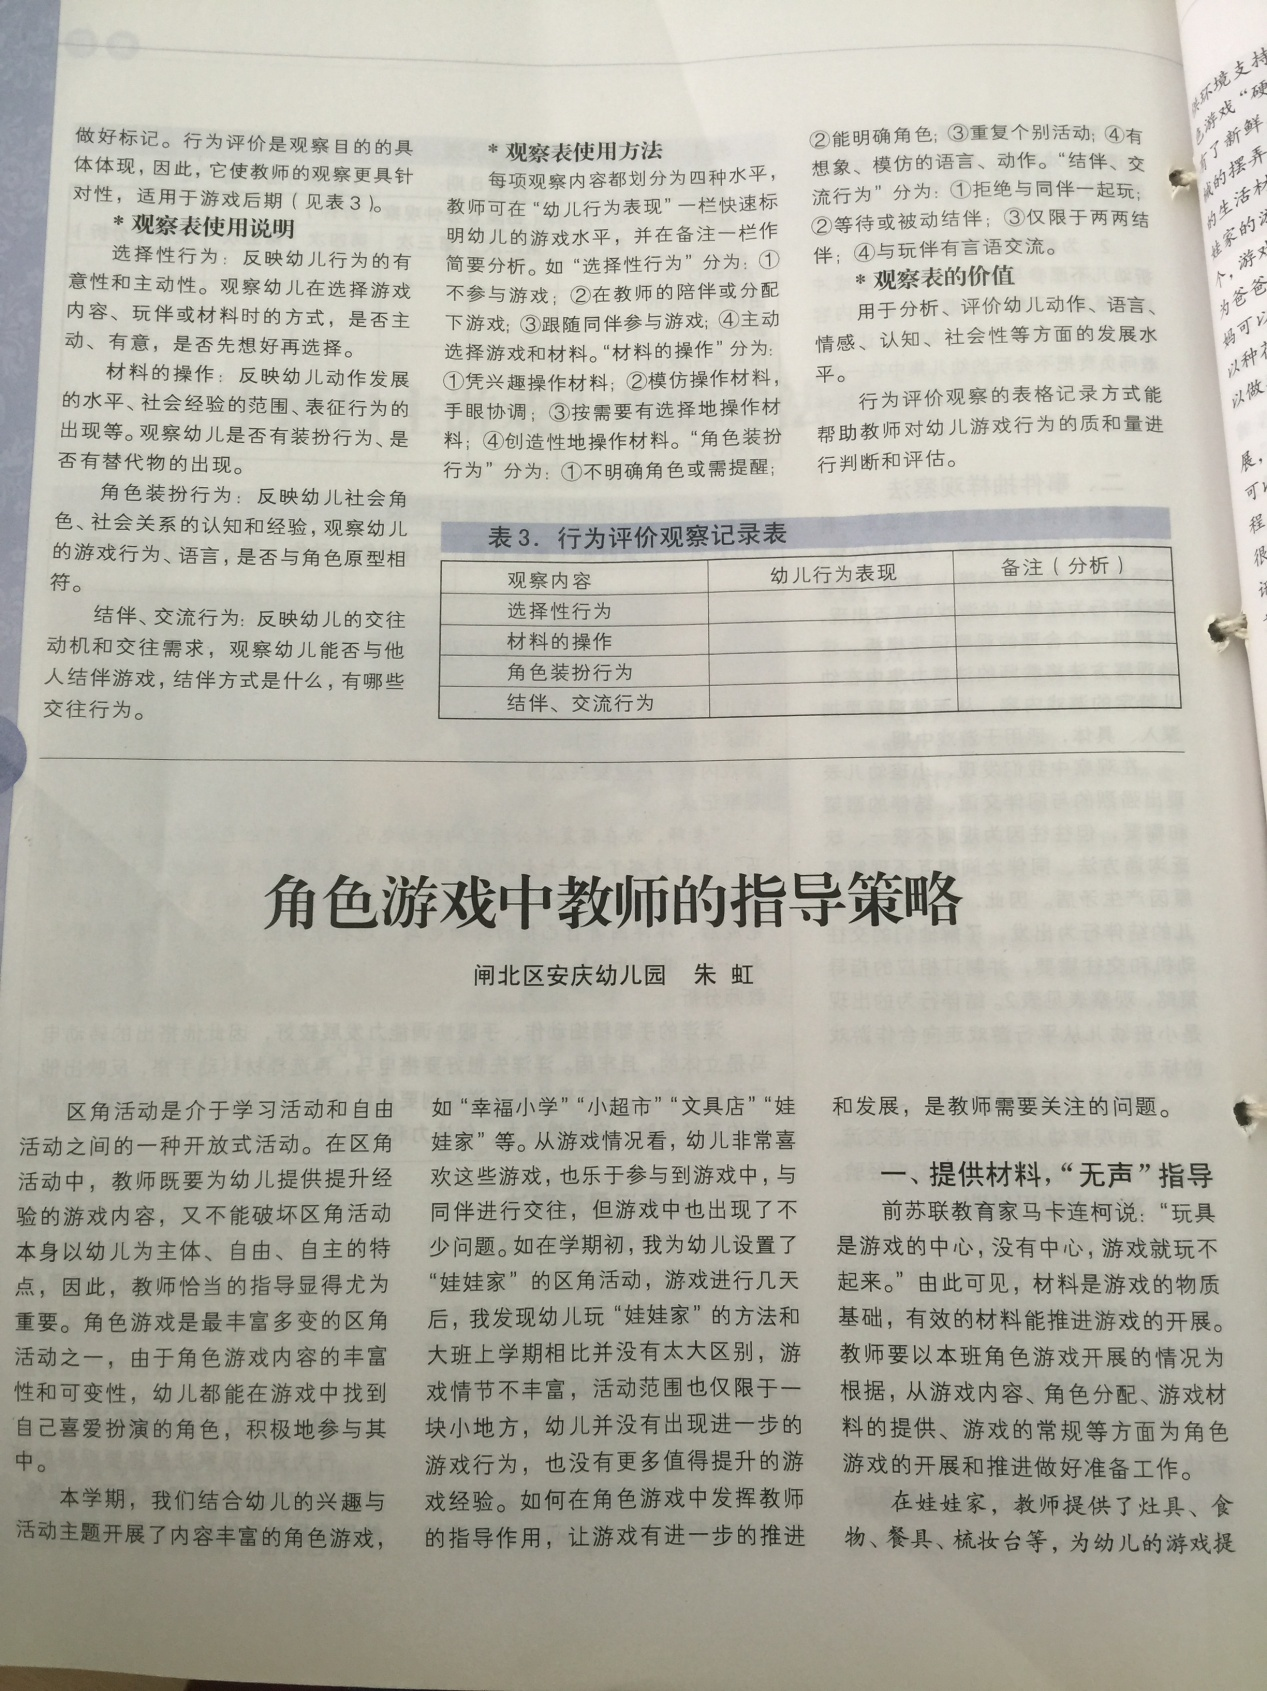 做好标记。行为评价是观察目的的具
体体现，因此，它使教师的观察更具针
对性，适用于游戏后期（见表3）。
* 观察表使用说明
选择性行为：反映幼儿行为的有
意性和主动性。观察幼儿在选择游戏
内容、玩伴或材料时的方式，是否主
动、有意，是否先想好再选择。
材料的操作：反映幼儿动作发展
的水平、社会经验的范围、表征行为的
出现等。观察幼儿是否有装扮行为、是
否有替代物的出现。
角色装扮行为：反映幼儿社会角
色、社会关系的认知和经验，观察幼儿
的游戏行为、语言，是否与角色原型相
符。
结伴、交流行为：反映幼儿的交往
动机和交往需求，观察幼儿能否与他
人结伴游戏，结伴方式是什么，有哪些
交往行为。
* 观察表使用方法
每项观察内容都划分为四种水平，
教师可在“幼儿行为表现”一栏快速标
明幼儿的游戏水平，并在备注一栏作
简要分析。如“选择性行为”分为：①
不参与游戏；②在教师的陪伴或分配
下游戏；③跟随同伴参与游戏；④主动
选择游戏和材料。“材料的操作”分为：
①凭兴趣操作材料；②模仿操作材料，
手眼协调；③按需要有选择地操作材
料；④创造性地操作材料。“角色装扮
行为”分为：①不明确角色或需提醒；
②能明确角色；③重复个别活动；④有
想象、模仿的语言、动作。“结伴、交
流行为”分为：①拒绝与同伴一起玩；
②等待或被动结伴；③仅限于两两结
伴；④与玩伴有言语交流。
* 观察表的价值
用于分析、评价幼儿动作、语言、
情感、认知、社会性等方面的发展水
平。
行为评价观察的表格记录方式能
帮助教师对幼儿游戏行为的质和量进
行判断和评估。
表3．行为评价观察记录表
观察内容 幼儿行为表现 备注（分析）
选择性行为
材料的操作
角色装扮行为
结伴、交流行为
角色游戏中教师的指导策略
闸北区安庆幼儿园 朱 虹
区角活动是介于学习活动和自由
活动之间的一种开放式活动。在区角
活动中，教师既要为幼儿提供提升经
验的游戏内容，又不能破坏区角活动
本身以幼儿为主体、自由、自主的特
点，因此，教师恰当的指导显得尤为
重要。角色游戏是最丰富多变的区角
活动之一，由于角色游戏内容的丰富
性和可变性，幼儿都能在游戏中找到
自己喜爱扮演的角色，积极地参与其
中。
本学期，我们结合幼儿的兴趣与
活动主题开展了内容丰富的角色游戏，
如“幸福小学”“小超市”“文具店”“娃
娃家”等。从游戏情况看，幼儿非常喜
欢这些游戏，也乐于参与到游戏中，与
同伴进行交往，但游戏中也出现了不
少问题。如在学期初，我为幼儿设置了
“娃娃家”的区角活动，游戏进行几天
后，我发现幼儿玩“娃娃家”的方法和
大班上学期相比并没有太大区别，游
戏情节不丰富，活动范围也仅限于一
块小地方，幼儿并没有出现进一步的
游戏行为，也没有更多值得提升的游
戏经验。如何在角色游戏中发挥教师
的指导作用，让游戏有进一步的推进
和发展，是教师需要关注的问题。
一、提供材料，“无声”指导
前苏联教育家马卡连柯说：“玩具
是游戏的中心，没有中心，游戏就玩不
起来。”由此可见，材料是游戏的物质
基础，有效的材料能推进游戏的开展。
教师要以本班角色游戏开展的情况为
根据，从游戏内容、角色分配、游戏材
料的提供、游戏的常规等方面为角色
游戏的开展和推进做好准备工作。
在娃娃家，教师提供了灶具、食
物、餐具、梳妆台等，为幼儿的游戏提
供环境支持
色游戏“硬
有了新鲜
的摆弄
的生活材
娃家的
个，游戏
为爸爸
妈可以
以种花
以做
展，
可以
程
很